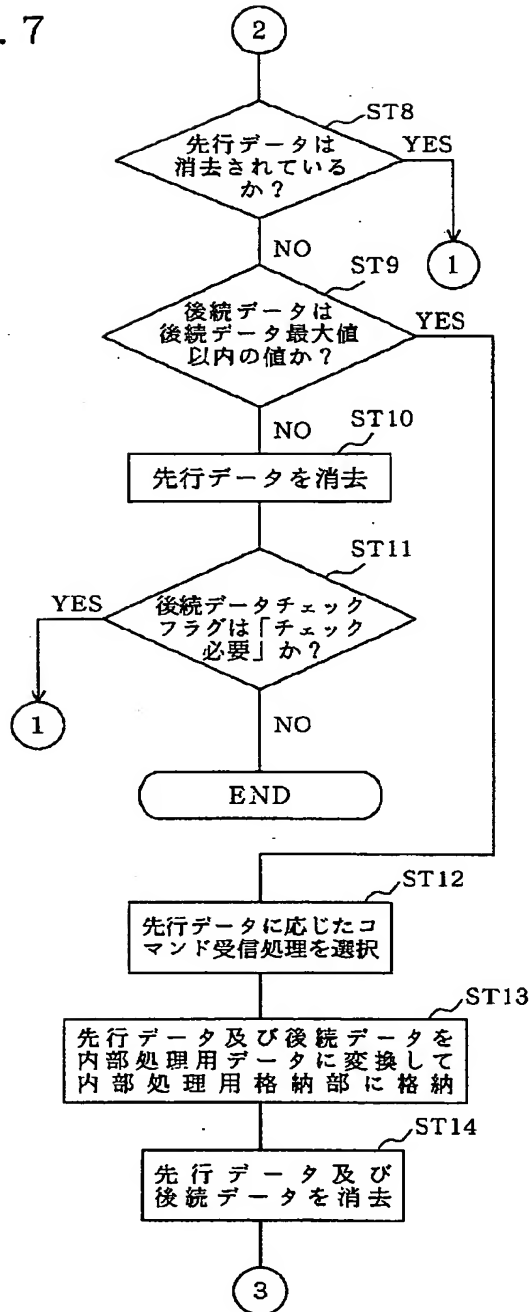 . 7
2
ST8
先行データは
消去されている
か？
YES
1
NO
ST9
後続データは
後続データ最大値
以内の値か？
YES
NO
ST10
先行データを消去
ST11
YES
後続データチェック
フラグは「チェック
必要」か？
1
NO
END
ST12
先行データに応じたコ
マンド受信処理を選択
ST13
先行データ及び後続データを
内部処理用データに変換して
内部処理用格納部に格納
ST14
先行データ及び
後続データを消去
3